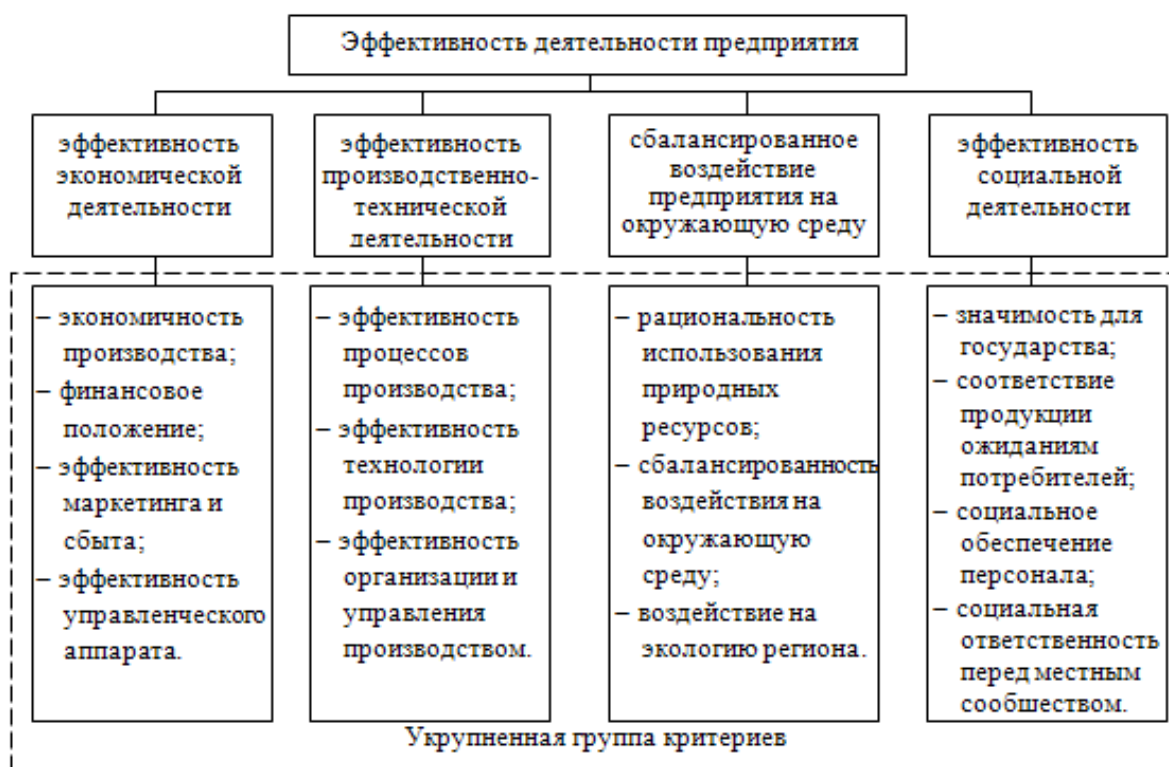 Эффективность деятельности предприятия
эффективность
экономической
деятельности
эффективность
производственно-
технической
деятельности
сбалансированное
воздействие
предприятия на
окружающую среду
эффективность
социальной
деятельности
– экономичность
производства;
– финансовое
положение;
– эффективность
маркетинга и
сбыта;
– эффективность
управленческого
аппарата.
– эффективность
процессов
производства;
– эффективность
технологии
производства;
– эффективность
организации и
управления
производством.
– рациональность
использования
природных
ресурсов;
– сбалансированность
воздействия на
окружающую
среду;
– воздействие на
экологию региона.
– значимость для
государства;
– соответствие
продукции
ожиданиям
потребителей;
– социальное
обеспечение
персонала;
– социальная
ответственность
перед местным
сообществом.
Укрупненная группа критериев